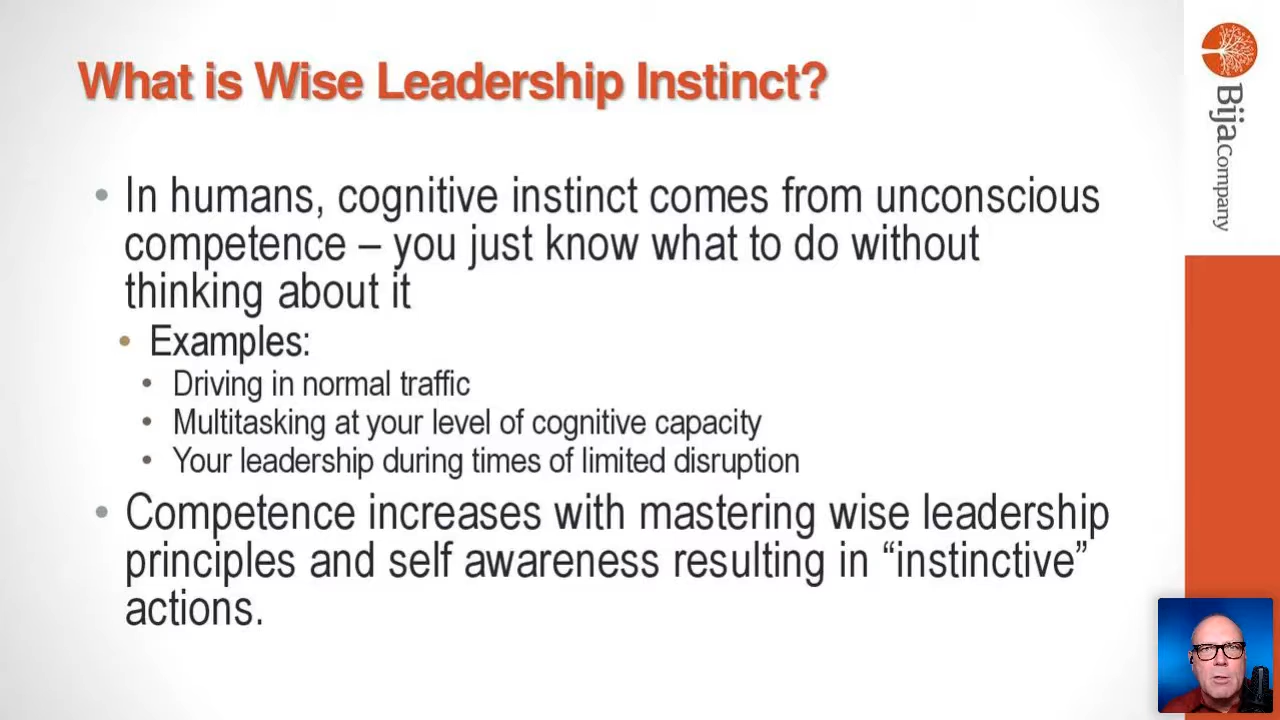 What is Wise Leadership Instinct?
• In humans, cognitive instinct comes from unconscious
competence – you just know what to do without
thinking about it
• Examples:
• Driving in normal traffic
• Multitasking at your level of cognitive capacity
• Your leadership during times of limited disruption
• Competence increases with mastering wise leadership
principles and self awareness resulting in “instinctive”
actions.
Bija Company